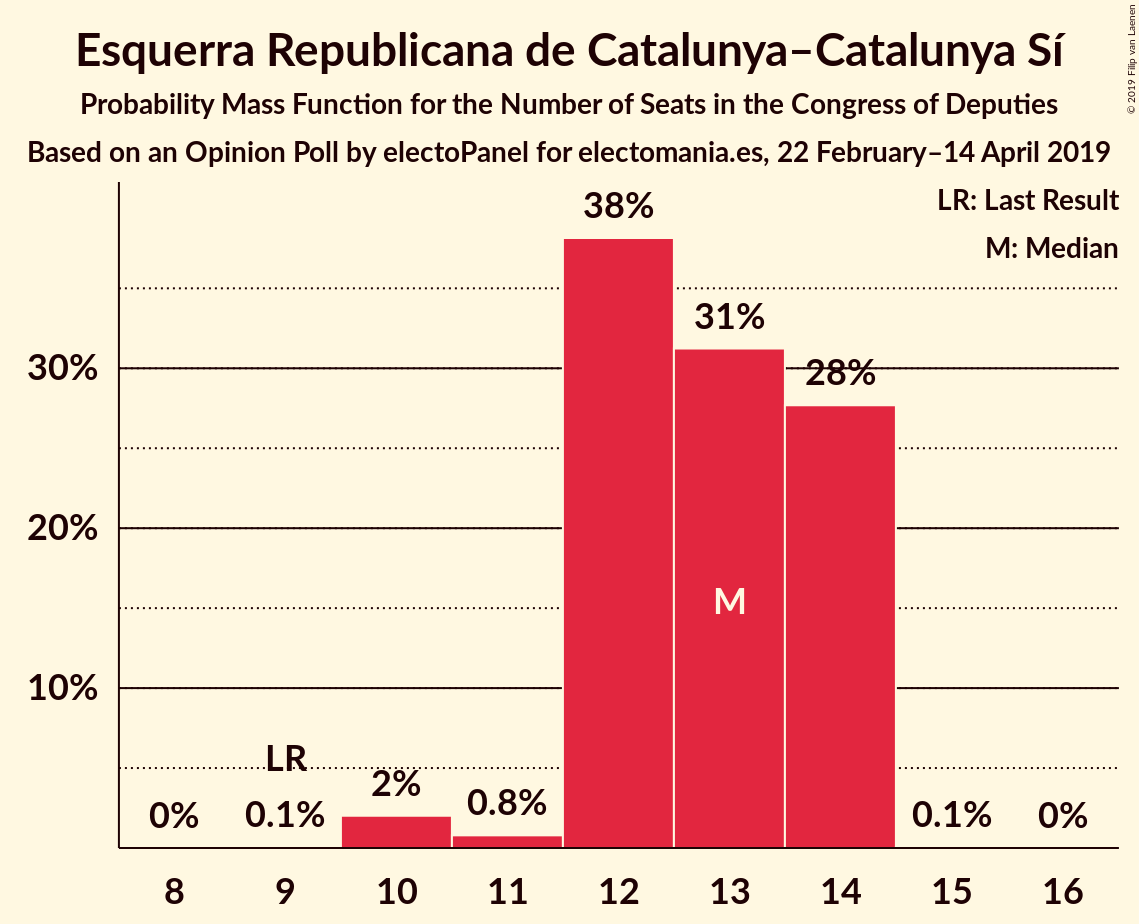 Esquerra Republicana de Catalunya–Catalunya Sí
Probability Mass Function for the Number of Seats in the Congress of Deputies
Based on an Opinion Poll by electoPanel for electomania.es, 22 February–14 April 2019
© 2019 Filip van Laenen
LR: Last Result
M: Median
38%
31%
30%
28%
20%
M
10%
LR
2%
0.8%
0%
0.1%
0.1%
0%
8 9 10 11 12 13 14 15 16